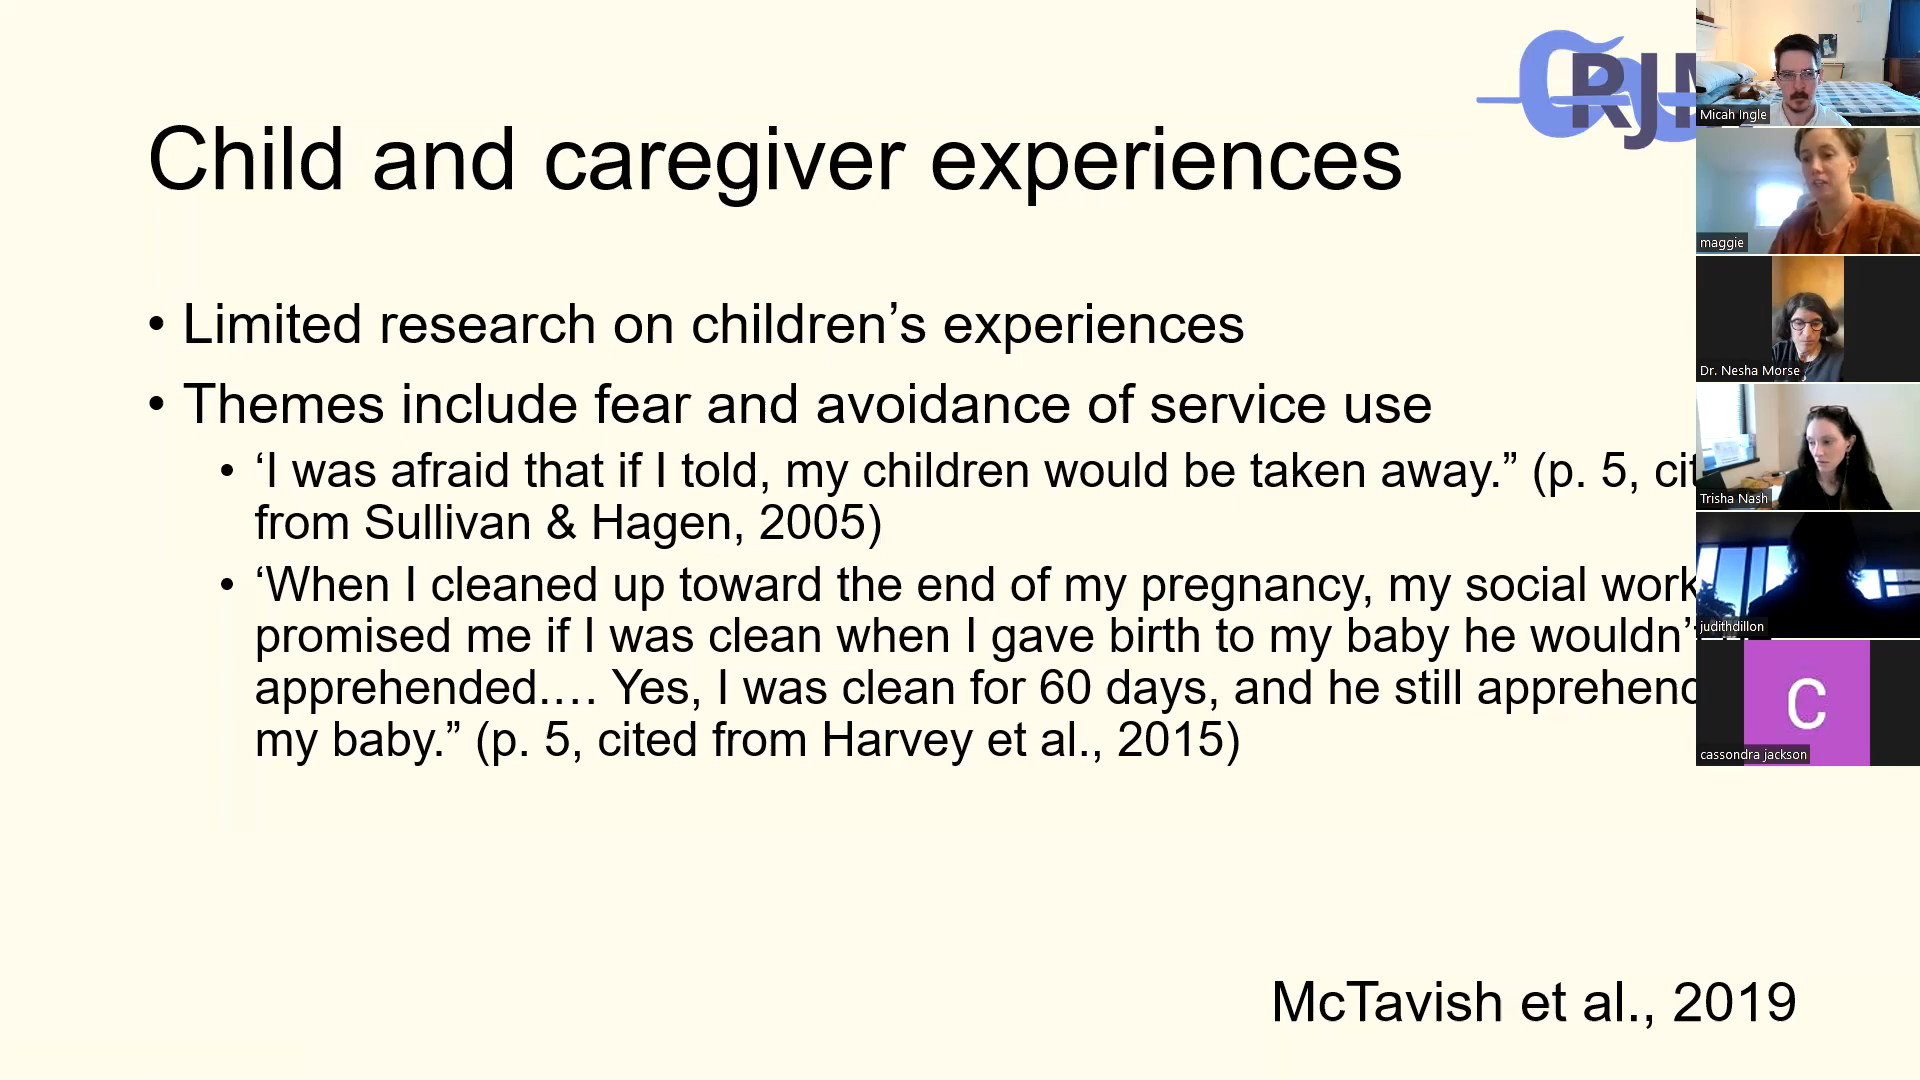 RJ
Child and caregiver experiences
• Limited research on children’s experiences
• Themes include fear and avoidance of service use
• ‘I was afraid that if I told, my children would be taken away.” (p. 5, cit
from Sullivan & Hagen, 2005)
• ‘When I cleaned up toward the end of my pregnancy, my social work
promised me if I was clean when I gave birth to my baby he wouldn’
apprehended.… Yes, I was clean for 60 days, and he still apprehend
my baby.” (p. 5, cited from Harvey et al., 2015)
McTavish et al., 2019
Micah Ingle
maggie
Dr. Nesha Morse
Trisha Nash
judithdillon
C
cassondra jackson